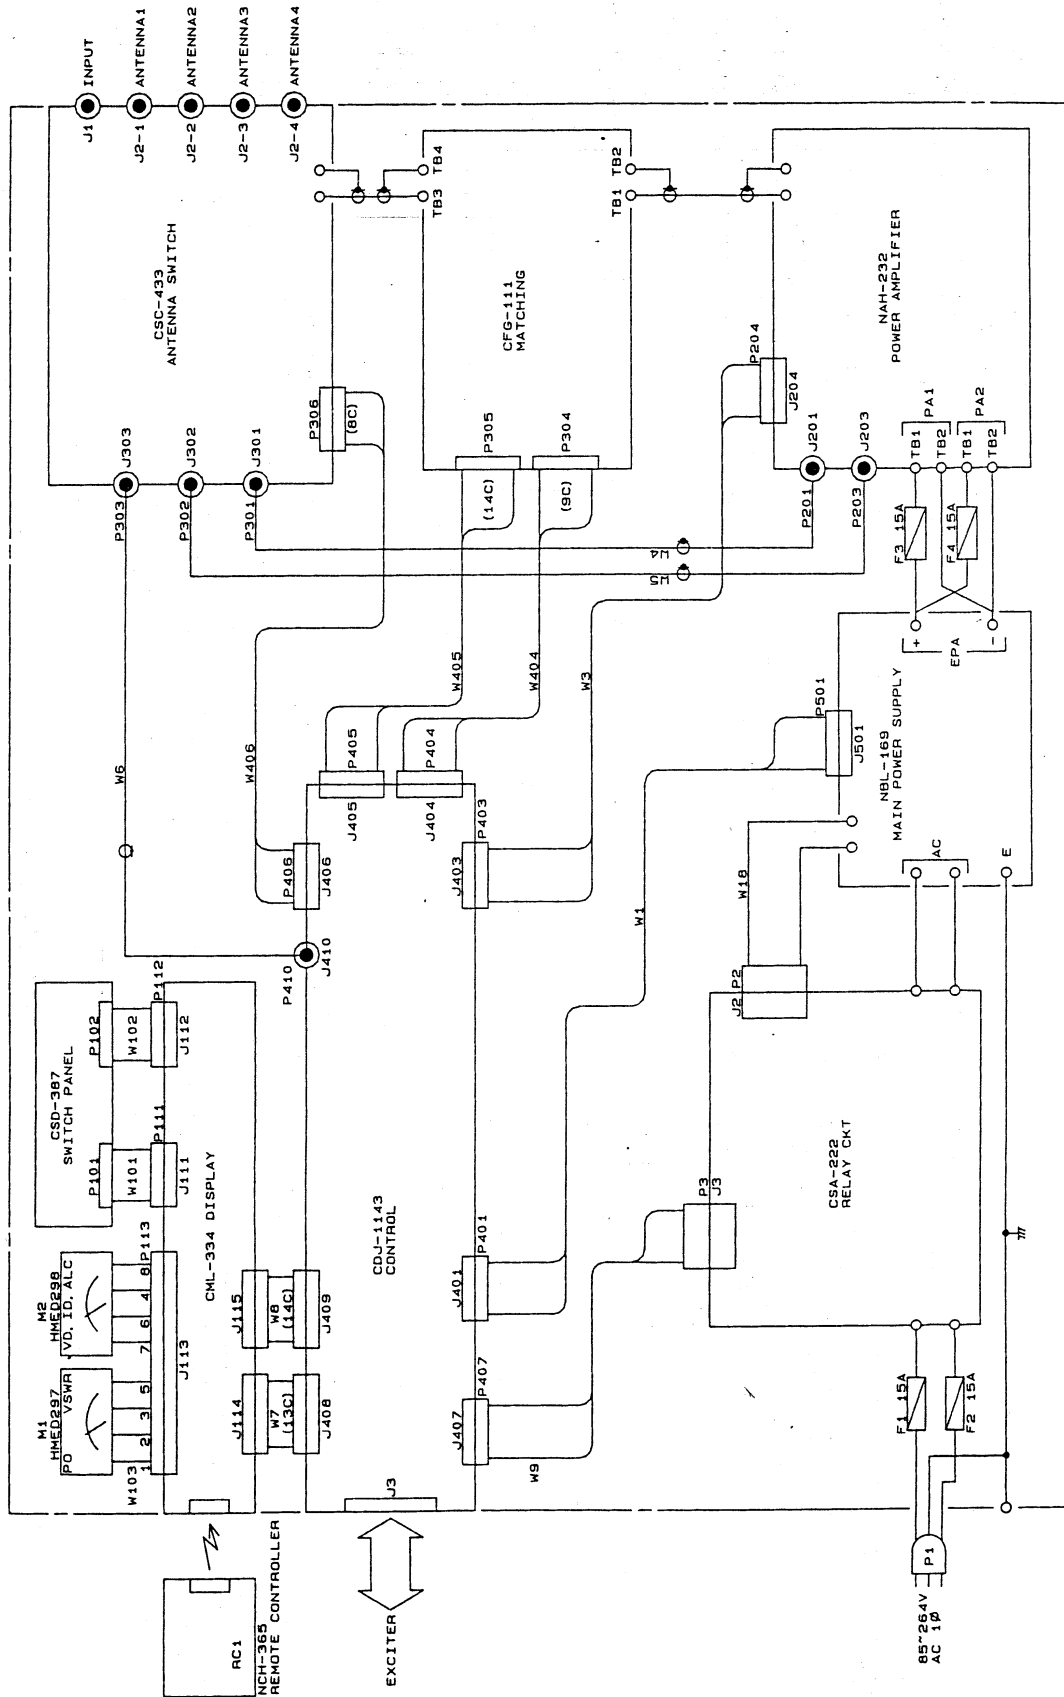 J1 INPUT
J2-1 ANTENNA1
J2-2 ANTENNA2
J2-3 ANTENNA3
J2-4 ANTENNA4
CSC-433
ANTENNA SWITCH
P303
J303
P302
J302
P301
J301
P306
(8C)
TB3
TB4
CFG-111
MATCHING
TB1
TB2
P305
(14C)
P304
(9C)
NAH-232
POWER AMPLIFIER
P204
J204
P201
J201
P203
J203
TB1
TB2
PA1
TB1
TB2
PA2
F3 15A
F4 15A
W4
W5
W6
W406
W405
W404
W3
P406
J406
J405
P405
J404
P404
J403
P403
P410
J410
W1
P501
J501
NBL-169
MAIN POWER SUPPLY
+
EPA
-
AC
E
W18
J2
P2
CSD-387
SWITCH PANEL
P101
W101
P111
J111
P102
W102
P112
J112
M1
HMED297
PO VSWR
M2
HMED298
VD, ID, ALC
W103
1
2
3
5
7
6
4
8
P113
J113
CML-334 DISPLAY
J114
W7
(13C)
J408
J115
W8
(14C)
J409
CDJ-1143
CONTROL
J3
J407
P407
J401
P401
W9
P3
J3
CSA-222
RELAY CKT
F1 15A
F2 15A
P1
85~264V
AC 1Ø
RC1
NCH-365
REMOTE CONTROLLER
EXCITER